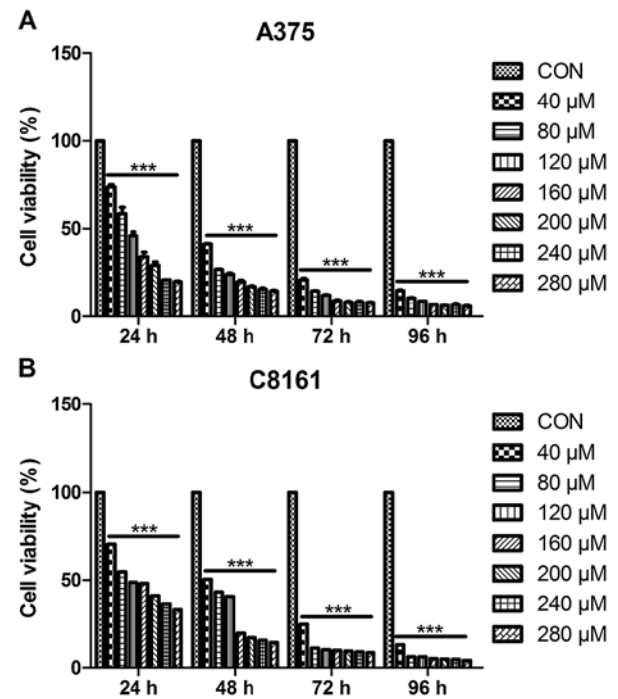 A
A375
150
100
50
0
Cell viability (%)
***
***
***
***
24 h
48 h
72 h
96 h
CON
40 µM
80 µM
120 µM
160 µM
200 µM
240 µM
280 µM
B
C8161
150
100
50
0
Cell viability (%)
***
***
***
***
24 h
48 h
72 h
96 h
CON
40 µM
80 µM
120 µM
160 µM
200 µM
240 µM
280 µM